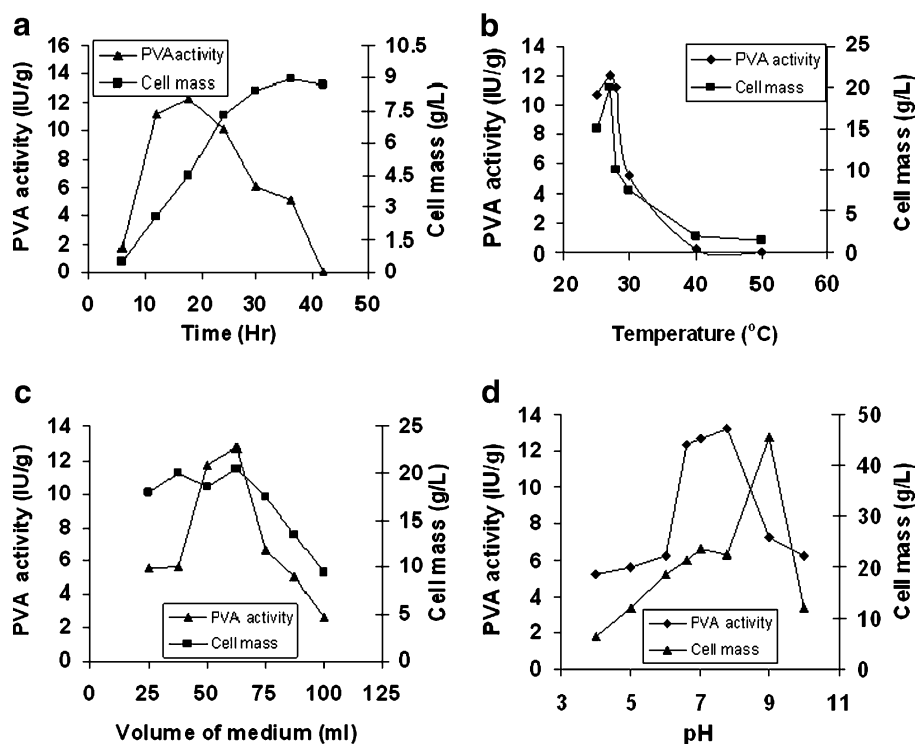 a
16
14
12
10
8
6
4
2
0
PVA activity (IU/g)
PVAactivity
Cell mass
10.5
9
7.5
6
4.5
3
1.5
0
Cell mass (g/L)
0 10 20 30 40 50
Time (Hr)
b
14
12
10
8
6
4
2
0
PVA activity (IU/g)
PVA activity
Cell mass
25
20
15
10
5
0
Cell mass (g/L)
20 30 40 50 60
Temperature (°C)
c
14
12
10
8
6
4
2
0
PVA activity (IU/g)
PVA activity
Cell mass
25
20
15
10
5
0
Cell mass (g/L)
0 25 50 75 100 125
Volume of medium (ml)
d
14
12
10
8
6
4
2
0
PVA activity (IU/g)
PVA activity
Cell mass
50
40
30
20
10
0
Cell mass (g/L)
3 5 7 9 11
pH